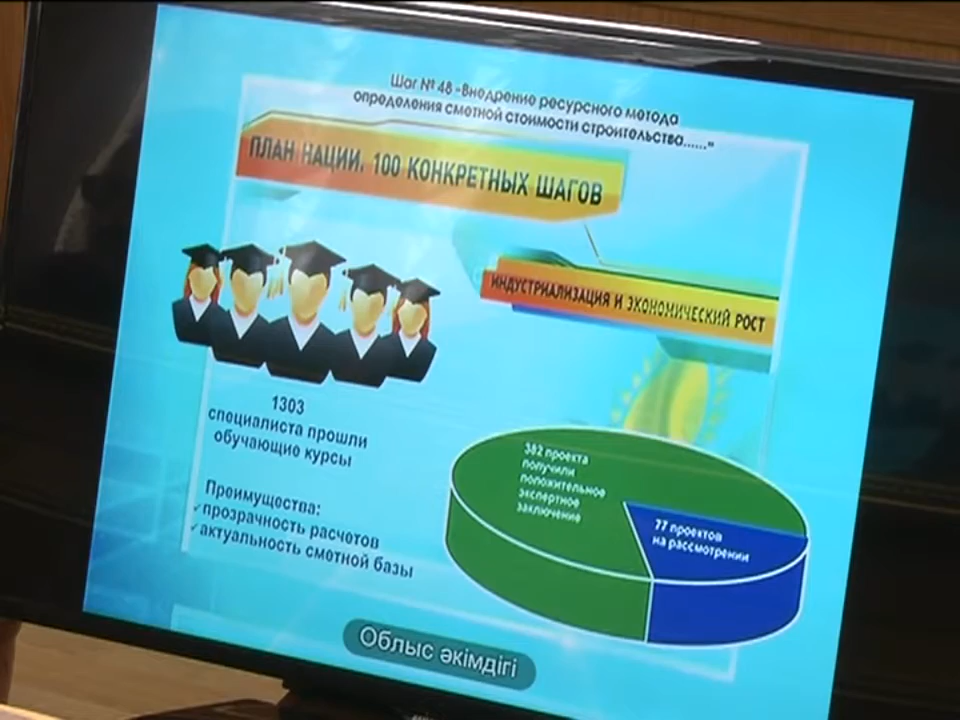 Шаг № 48 -Внедрение ресурсного метода
определения сметной стоимости строительства......"
ПЛАН НАЦИИ. 100 КОНКРЕТНЫХ ШАГОВ
ИНДУСТРИАЛИЗАЦИЯ И ЭКОНОМИЧЕСКИЙ РОСТ
1303
специалиста прошли
обучающие курсы
Преимущества:
✓прозрачность расчетов
✓актуальность сметной базы
382 проекта
получили
положительное
экспертное
заключение
77 проектов
на рассмотрении
Облыс әкімдігі